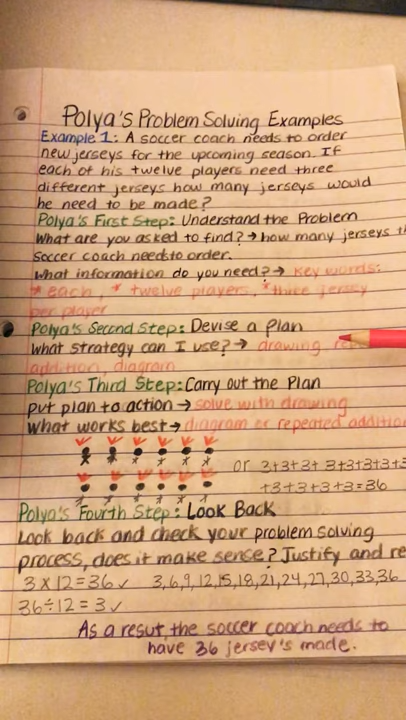 Polya's Problem Solving Examples
Example 1: A soccer coach needs to order
new jerseys for the upcoming season. If
each of his twelve players need three
different jerseys how many jerseys would
he need to be made?
Polya's First Step: Understand the Problem
What are you asked to find? → how many jerseys
Soccer coach needs to order.
What information do you need? → Key words:
* each, * twelve players, * three jersey
per player
Polya's Second Step: Devise a Plan
What strategy can I use? → drawing
addition, diagram
Polya's Third Step: Carry out the Plan
put plan to action → solve with drawing
What works best → diagram or repeated addition
or 3+3+3+3+3+3+3+3
+3+3+3+3=36
Polya's Fourth Step: Look Back
Look back and check your problem solving
process, does it make sense? Justify and
3×12=36✓ 3,6,9,12,15,18,21,24,27,30,33,36
36÷12=3✓
As a resut, the soccer coach needs to
have 36 jersey's made.